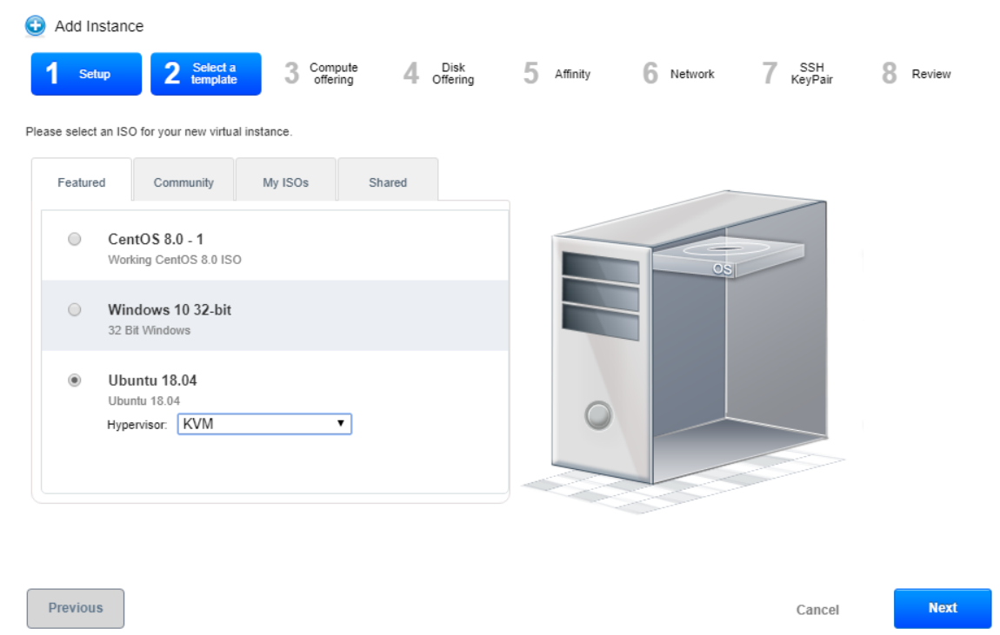 Add Instance
1 Setup
2 Select a template
3 Compute offering
4 Disk Offering
5 Affinity
6 Network
7 SSH KeyPair
8 Review
Please select an ISO for your new virtual instance.
Featured
Community
My ISOs
Shared
CentOS 8.0 - 1
Working CentOS 8.0 ISO
Windows 10 32-bit
32 Bit Windows
Ubuntu 18.04
Ubuntu 18.04
Hypervisor: KVM
OS
Previous
Cancel
Next